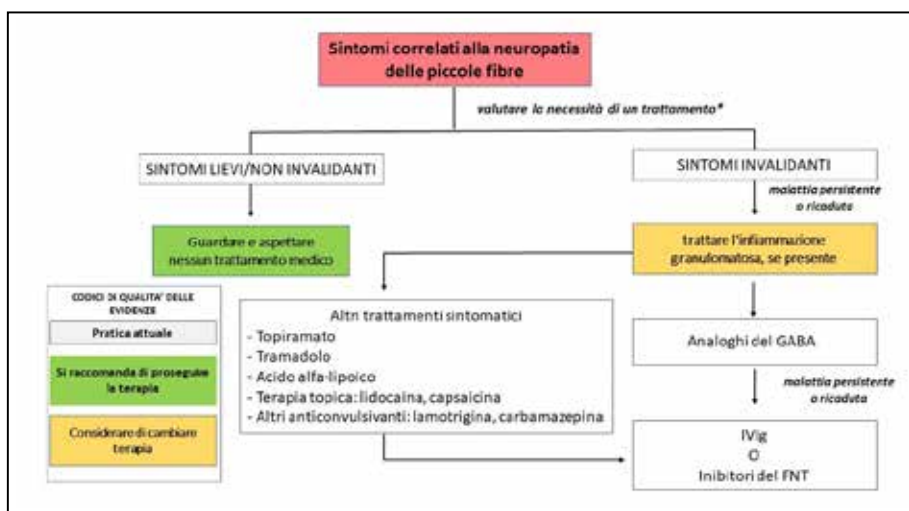 Sintomi correlati alla neuropatia
delle piccole fibre
valutare la necessità di un trattamento*
SINTOMI LIEVI/NON INVALIDANTI
SINTOMI INVALIDANTI
malattia persistente
o ricaduta
Guardare e aspettare
nessun trattamento medico
trattare l'infiammazione
granulomatosa, se presente
CODICI DI QUALITA' DELLE
EVIDENZE
Pratica attuale
Si raccomanda di proseguire
la terapia
Considerare di cambiare
terapia
Altri trattamenti sintomatici
- Topiramato
- Tramadolo
- Acido alfa-lipoico
- Terapia topica: lidocaina, capsaicina
- Altri anticonvulsivanti: lamotrigina, carbamazepina
Analoghi del GABA
malattia persistente
o ricaduta
IVig
O
Inibitori del FNT